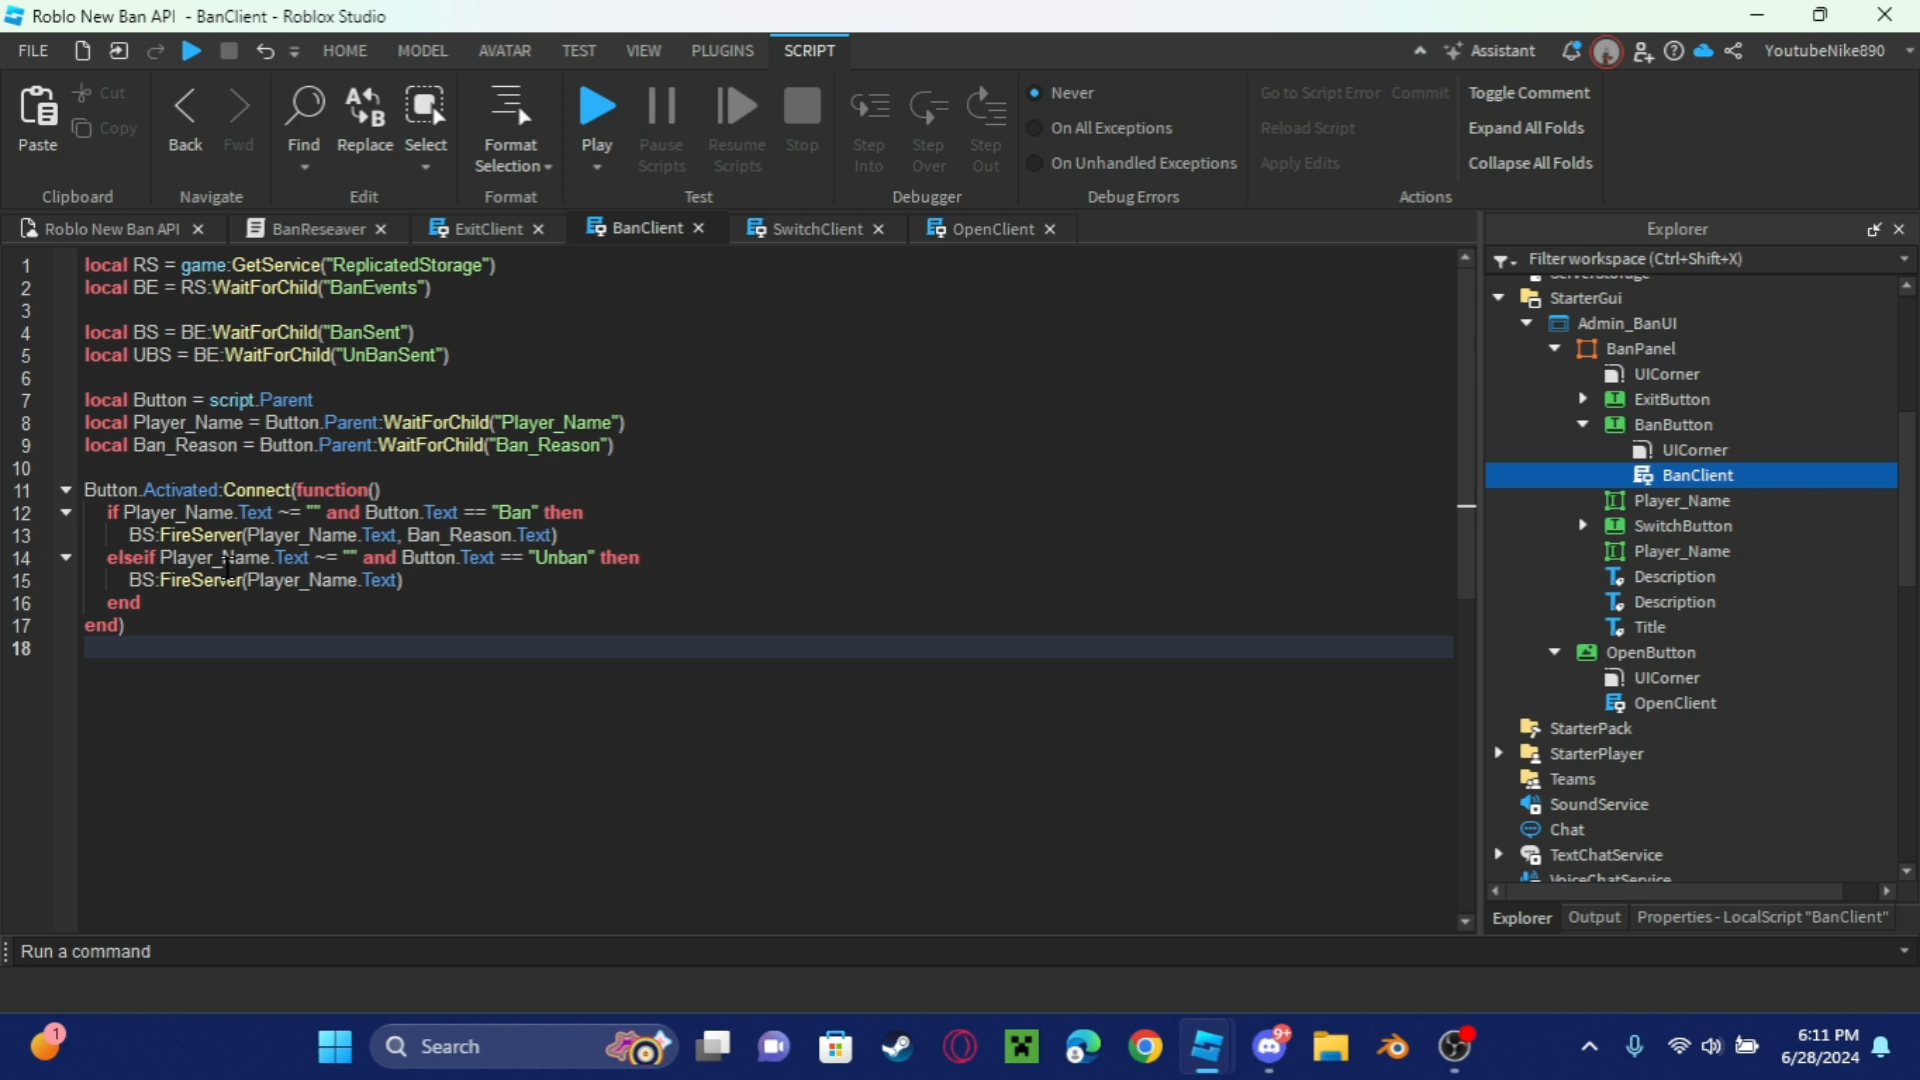 Roblo New Ban API - BanClient - Roblox Studio
FILE HOME MODEL AVATAR TEST VIEW PLUGINS SCRIPT Assistant YoutubeNike890
Paste Cut Copy
Clipboard
Back Fwd
Navigate
Find Replace Select
Edit
Format Selection
Format
Play Pause Scripts Resume Scripts Stop
Test
Step Into Step Over Step Out
Debugger
Never
On All Exceptions
On Unhandled Exceptions
Debug Errors
Go to Script Error Commit Toggle Comment
Reload Script Expand All Folds
Apply Edits Collapse All Folds
Actions
Roblo New Ban API BanReseaver ExitClient BanClient SwitchClient OpenClient
1 local RS = game:GetService("ReplicatedStorage")
2 local BE = RS:WaitForChild("BanEvents")
3
4 local BS = BE:WaitForChild("BanSent")
5 local UBS = BE:WaitForChild("UnBanSent")
6
7 local Button = script.Parent
8 local Player_Name = Button.Parent:WaitForChild("Player_Name")
9 local Ban_Reason = Button.Parent:WaitForChild("Ban_Reason")
10
11 Button.Activated:Connect(function()
12 if Player_Name.Text ~= "" and Button.Text == "Ban" then
13 BS:FireServer(Player_Name.Text, Ban_Reason.Text)
14 elseif Player_Name.Text ~= "" and Button.Text == "Unban" then
15 BS:FireServer(Player_Name.Text)
16 end
17 end)
18
Explorer
Filter workspace (Ctrl+Shift+X)
ServerStorage
StarterGui
Admin_BanUI
BanPanel
UICorner
ExitButton
BanButton
UICorner
BanClient
Player_Name
SwitchButton
Player_Name
Description
Description
Title
OpenButton
UICorner
OpenClient
StarterPack
StarterPlayer
Teams
SoundService
Chat
TextChatService
VoiceChatService
Explorer Output Properties - LocalScript "BanClient"
Run a command
1
Search
9+
6:11 PM
6/28/2024